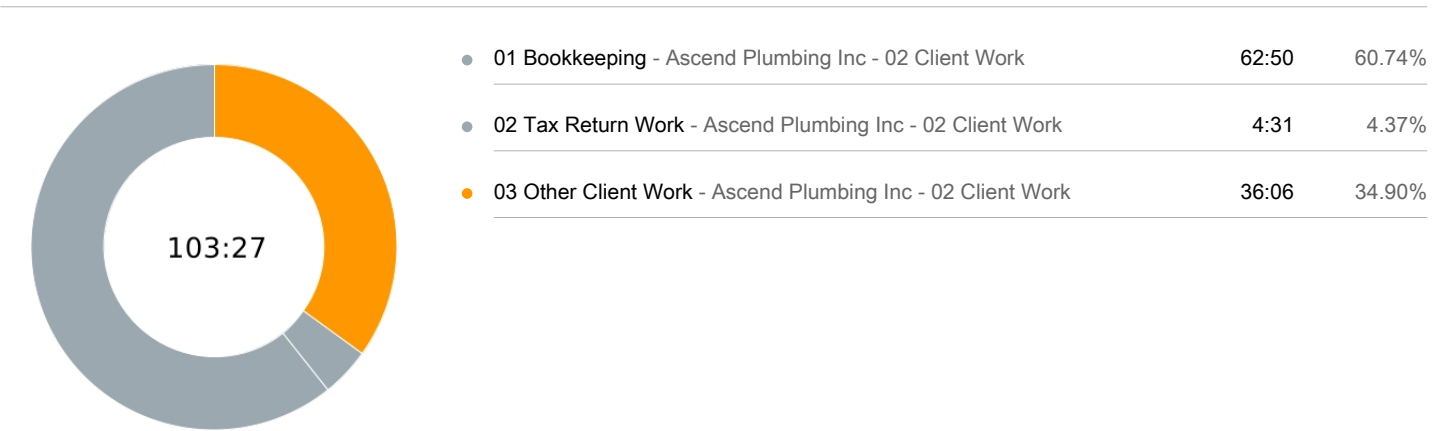 01 Bookkeeping - Ascend Plumbing Inc - 02 Client Work 62:50 60.74%
02 Tax Return Work - Ascend Plumbing Inc - 02 Client Work 4:31 4.37%
03 Other Client Work - Ascend Plumbing Inc - 02 Client Work 36:06 34.90%
103:27